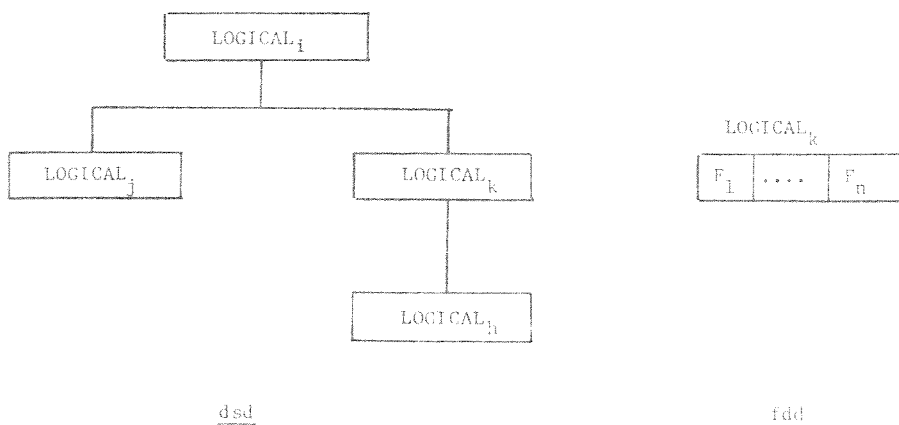 LOGICAL_i
LOGICAL_j
LOGICAL_k
LOGICAL_h
LOGICAL_k
F_1 .... F_n
dsd
fdd